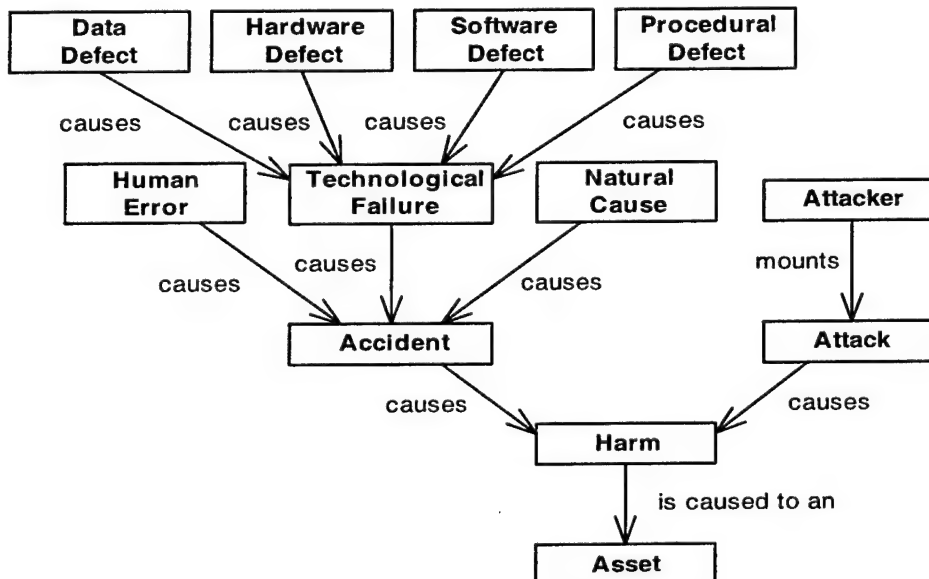 Data
Defect
Hardware
Defect
Software
Defect
Procedural
Defect
causes
causes
causes
causes
Human
Error
Technological
Failure
Natural
Cause
Attacker
causes
causes
causes
mounts
Accident
Attack
causes
causes
Harm
is caused to an
Asset